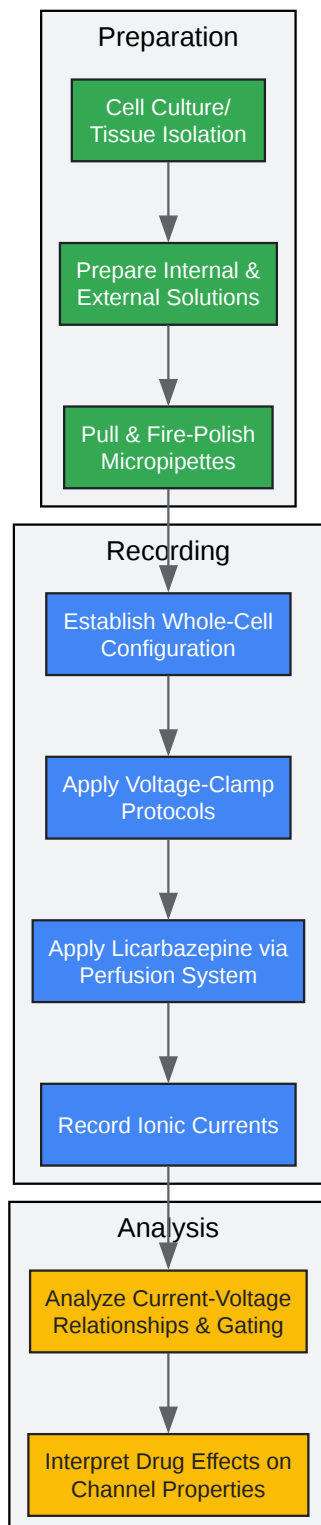 Preparation
Cell Culture/
Tissue Isolation
Prepare Internal &
External Solutions
Pull & Fire-Polish
Micropipettes
Recording
Establish Whole-Cell
Configuration
Apply Voltage-Clamp
Protocols
Apply Licarbazepine via
Perfusion System
Record Ionic Currents
Analysis
Analyze Current-Voltage
Relationships & Gating
Interpret Drug Effects on
Channel Properties